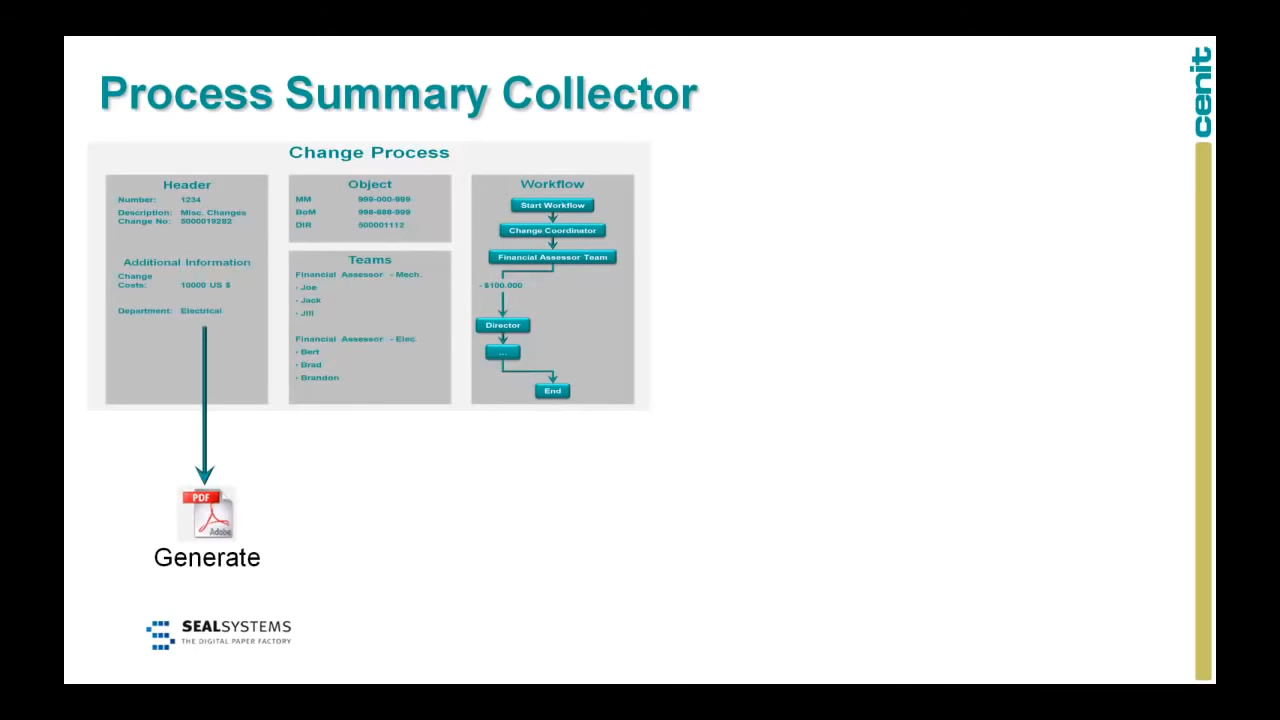 Process Summary Collector
cenit
Change Process
Header
Number: 1234
Description: Misc. Changes
Change No: 5000019282
Additional Information
Change
Costs: 10000 US $
Department: Electrical
Object
MM 999-000-999
BoM 998-888-999
DIR 500001112
Teams
Financial Assessor - Mech.
- Joe
- Jack
- Jill
Financial Assessor - Elec.
- Bert
- Brad
- Brandon
Workflow
Start Workflow
Change Coordinator
Financial Assessor Team
- $100.000
Director
...
End
PDF
Adobe
Generate
SEALSYSTEMS
THE DIGITAL PAPER FACTORY